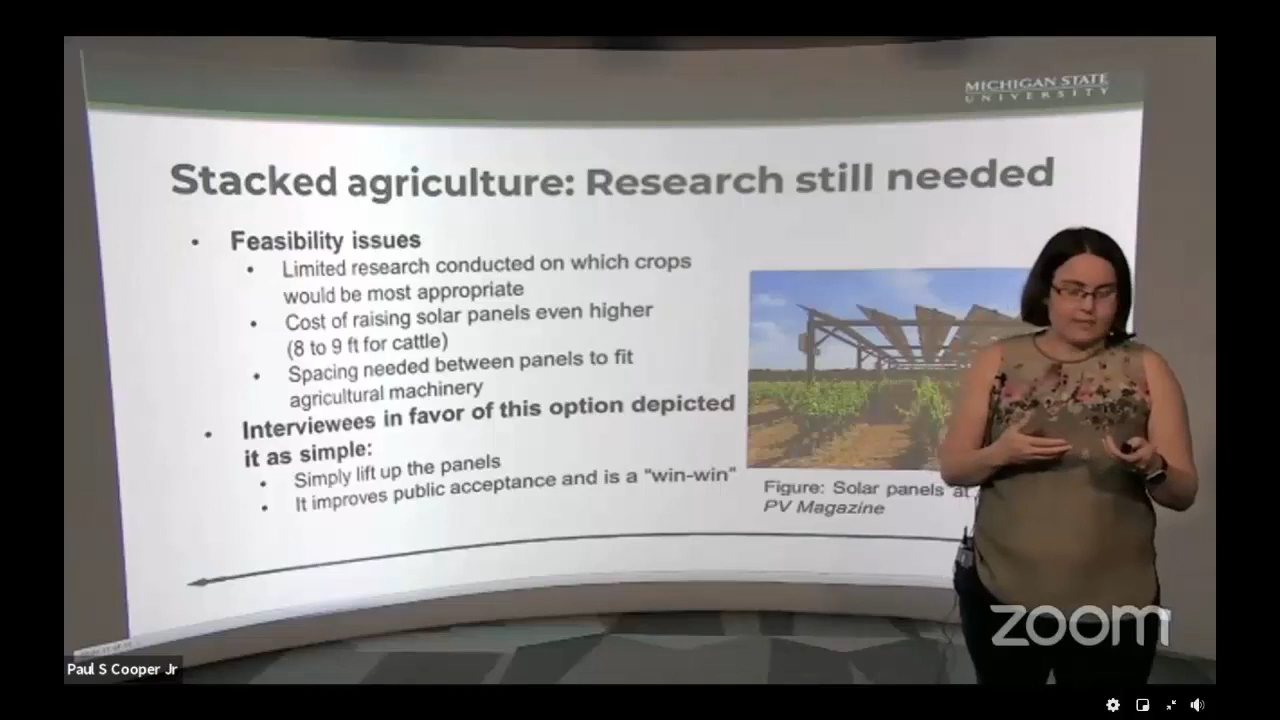 MICHIGAN STATE
UNIVERSITY
Stacked agriculture: Research still needed
• Feasibility issues
• Limited research conducted on which crops
would be most appropriate
• Cost of raising solar panels even higher
(8 to 9 ft for cattle)
• Spacing needed between panels to fit
agricultural machinery
• Interviewees in favor of this option depicted
it as simple:
• Simply lift up the panels
• It improves public acceptance and is a "win-win"
Figure: Solar panels at
PV Magazine
zoom
Paul S Cooper Jr